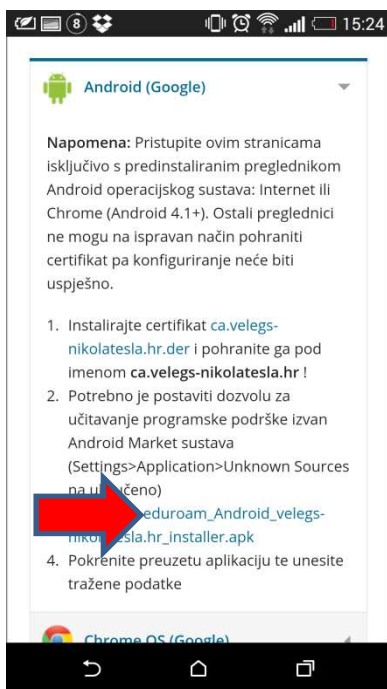 8 15:24
Android (Google)
Napomena: Pristupite ovim stranicama
isključivo s predinstaliranim preglednikom
Android operacijskog sustava: Internet ili
Chrome (Android 4.1+). Ostali preglednici
ne mogu na ispravan način pohraniti
certifikat pa konfiguriranje neće biti
uspješno.
1. Instalirajte certifikat ca.velegs-
nikolatesla.hr.der i pohranite ga pod
imenom ca.velegs-nikolatesla.hr !
2. Potrebno je postaviti dozvolu za
učitavanje programske podrške izvan
Android Market sustava
(Settings>Application>Unknown Sources
na
eduroam_Android_velegs-
nikolatesla.hr_installer.apk
4. Pokrenite preuzetu aplikaciju te unesite
tražene podatke
Chrome OS (Google)